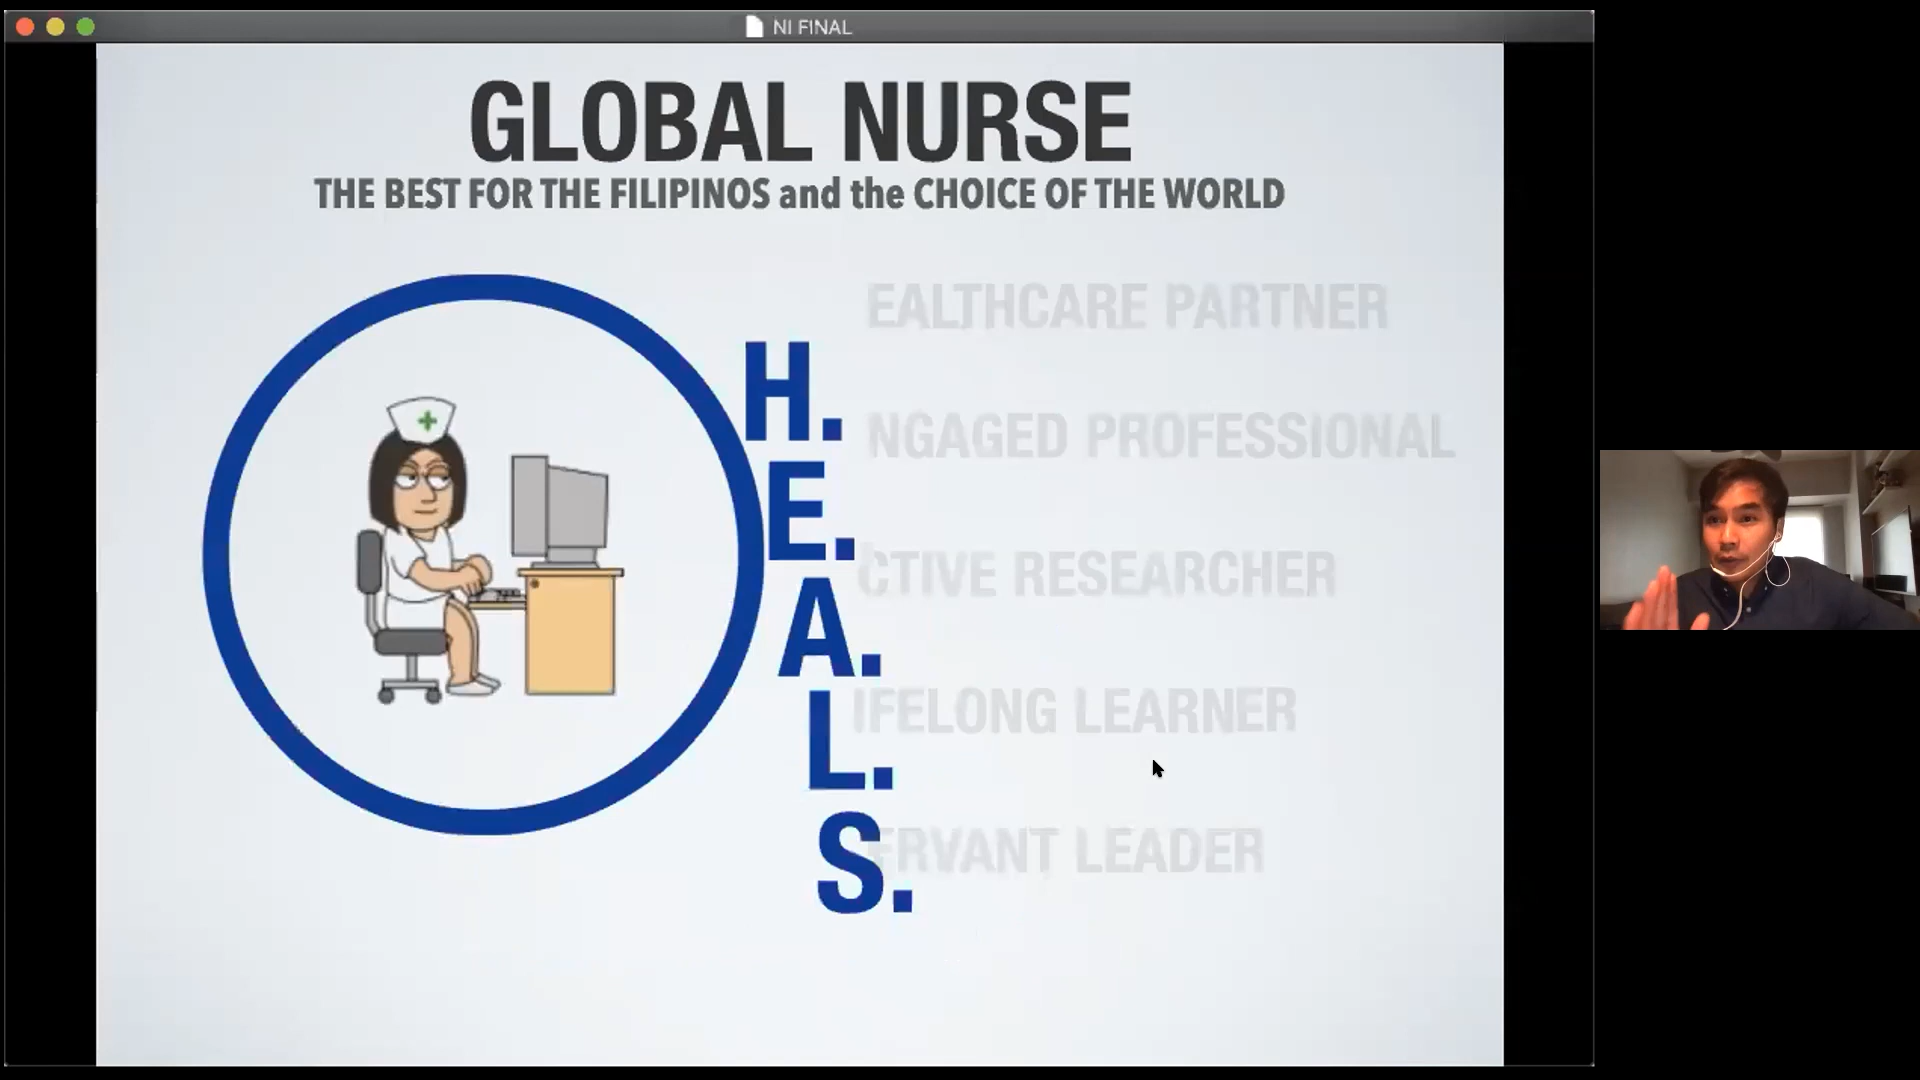 NI FINAL
GLOBAL NURSE
THE BEST FOR THE FILIPINOS and the CHOICE OF THE WORLD
EALTHCARE PARTNER
H.
NGAGED PROFESSIONAL
E.
CTIVE RESEARCHER
A.
IFELONG LEARNER
L.
ERVANT LEADER
S.